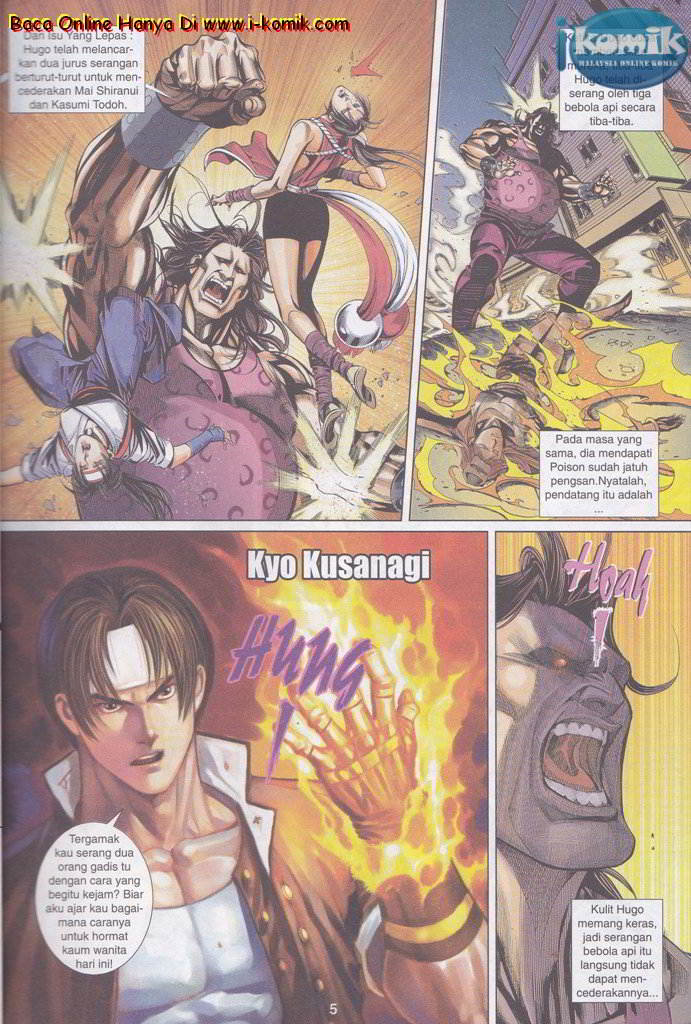 Baca Online Hanya Di www.i-komik.com
Dari Isu Yang Lepas :
Hugo telah melancar-
kan dua jurus serangan
berturut-turut untuk men-
cederakan Mai Shiranui
dan Kasumi Todoh.
i komik
MALAYSIA ONLINE KOMIK
Hugo telah di-
serang oleh tiga
bebola api secara
tiba-tiba.
Pada masa yang
sama, dia mendapati
Poison sudah jatuh
pengsan.Nyatalah,
pendatang itu adalah
...
Kyo Kusanagi
Hung
!
Tergamak
kau serang dua
orang gadis tu
dengan cara yang
begitu kejam? Biar
aku ajar kau bagai-
mana caranya
untuk hormat
kaum wanita
hari ini!
Hoah
!
Kulit Hugo
memang keras,
jadi serangan
bebola api itu
langsung tidak
dapat men-
cederakannya...
5